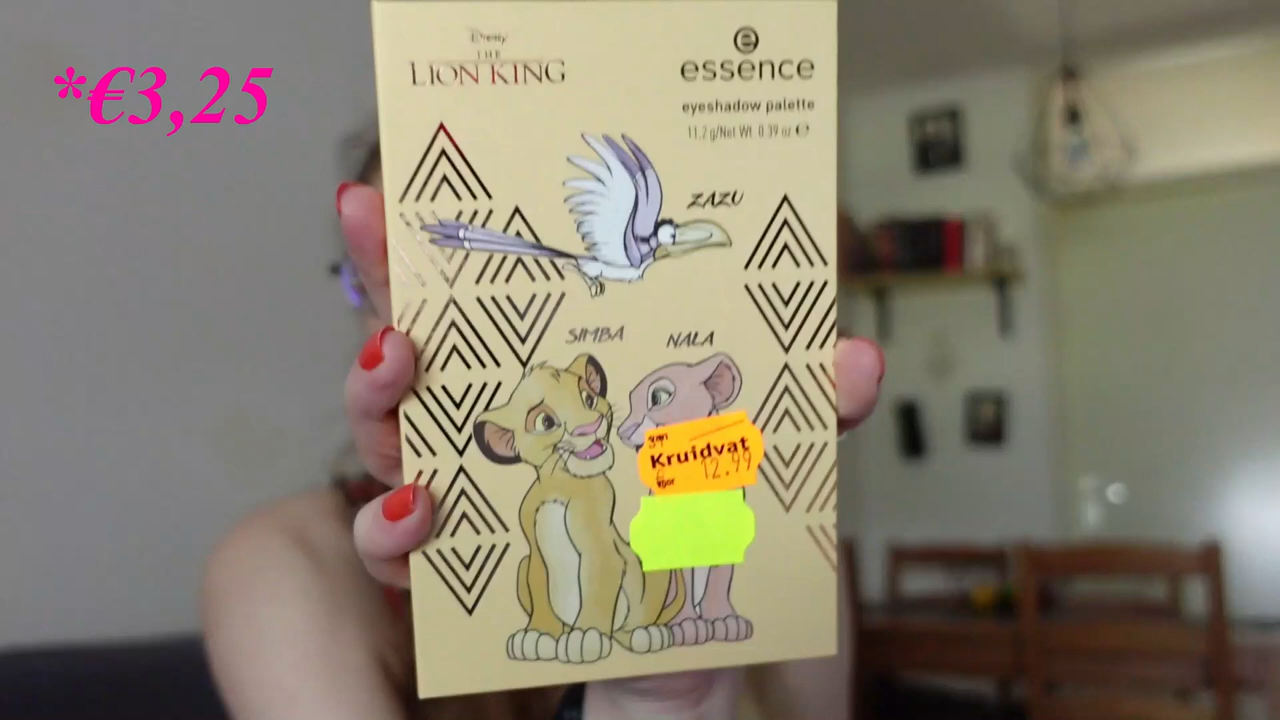 *€3,25
Disney
THE
LION KING
e
essence
eyeshadow palette
11,2 g/Net Wt. 0.39 oz e
ZAZU
SIMBA
NALA
Kruidvat
€ 12.99
voor